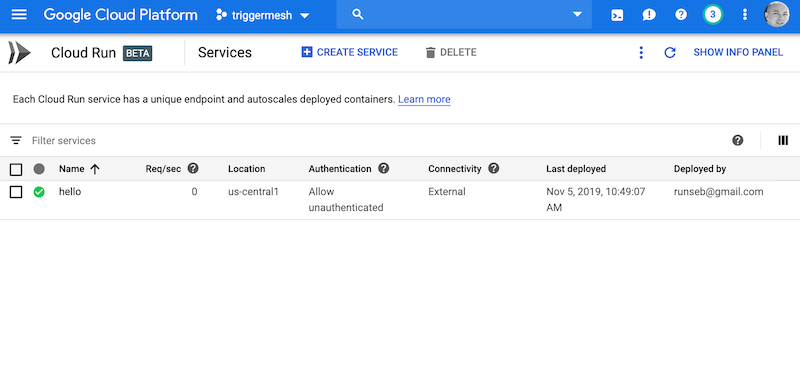 Google Cloud Platform triggermesh 3
Cloud Run BETA Services CREATE SERVICE DELETE SHOW INFO PANEL
Each Cloud Run service has a unique endpoint and autoscales deployed containers. Learn more
Filter services
Name Req/sec Location Authentication Connectivity Last deployed Deployed by
hello 0 us-central1 Allow unauthenticated External Nov 5, 2019, 10:49:07 AM runseb@gmail.com